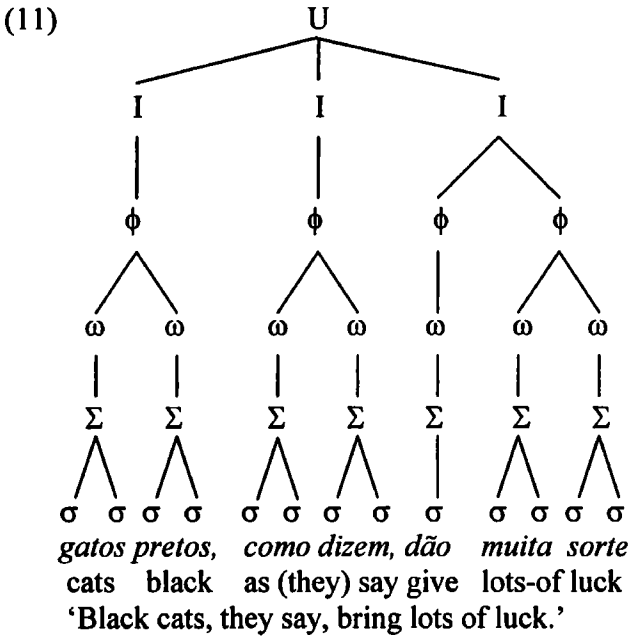 (11) U
I I I
ϕ ϕ ϕ ϕ
ω ω ω ω ω ω ω
Σ Σ Σ Σ Σ Σ Σ
σ σ σ σ σ σ σ σ σ σ σ σ σ
gatos pretos, como dizem, dão muita sorte
cats black as (they) say give lots-of luck
‘Black cats, they say, bring lots of luck.’